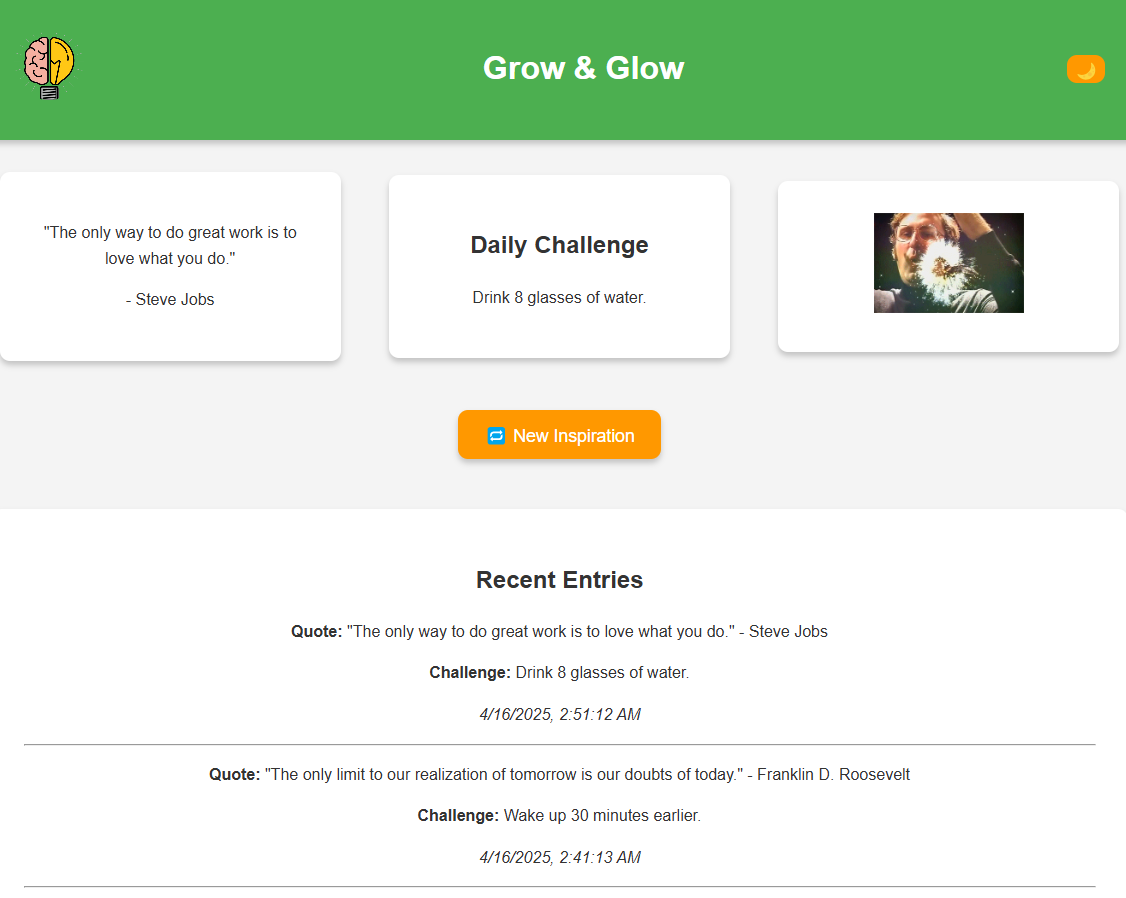 Grow & Glow
"The only way to do great work is to
love what you do."
- Steve Jobs
Daily Challenge
Drink 8 glasses of water.
New Inspiration
Recent Entries
Quote: "The only way to do great work is to love what you do." - Steve Jobs
Challenge: Drink 8 glasses of water.
4/16/2025, 2:51:12 AM
Quote: "The only limit to our realization of tomorrow is our doubts of today." - Franklin D. Roosevelt
Challenge: Wake up 30 minutes earlier.
4/16/2025, 2:41:13 AM